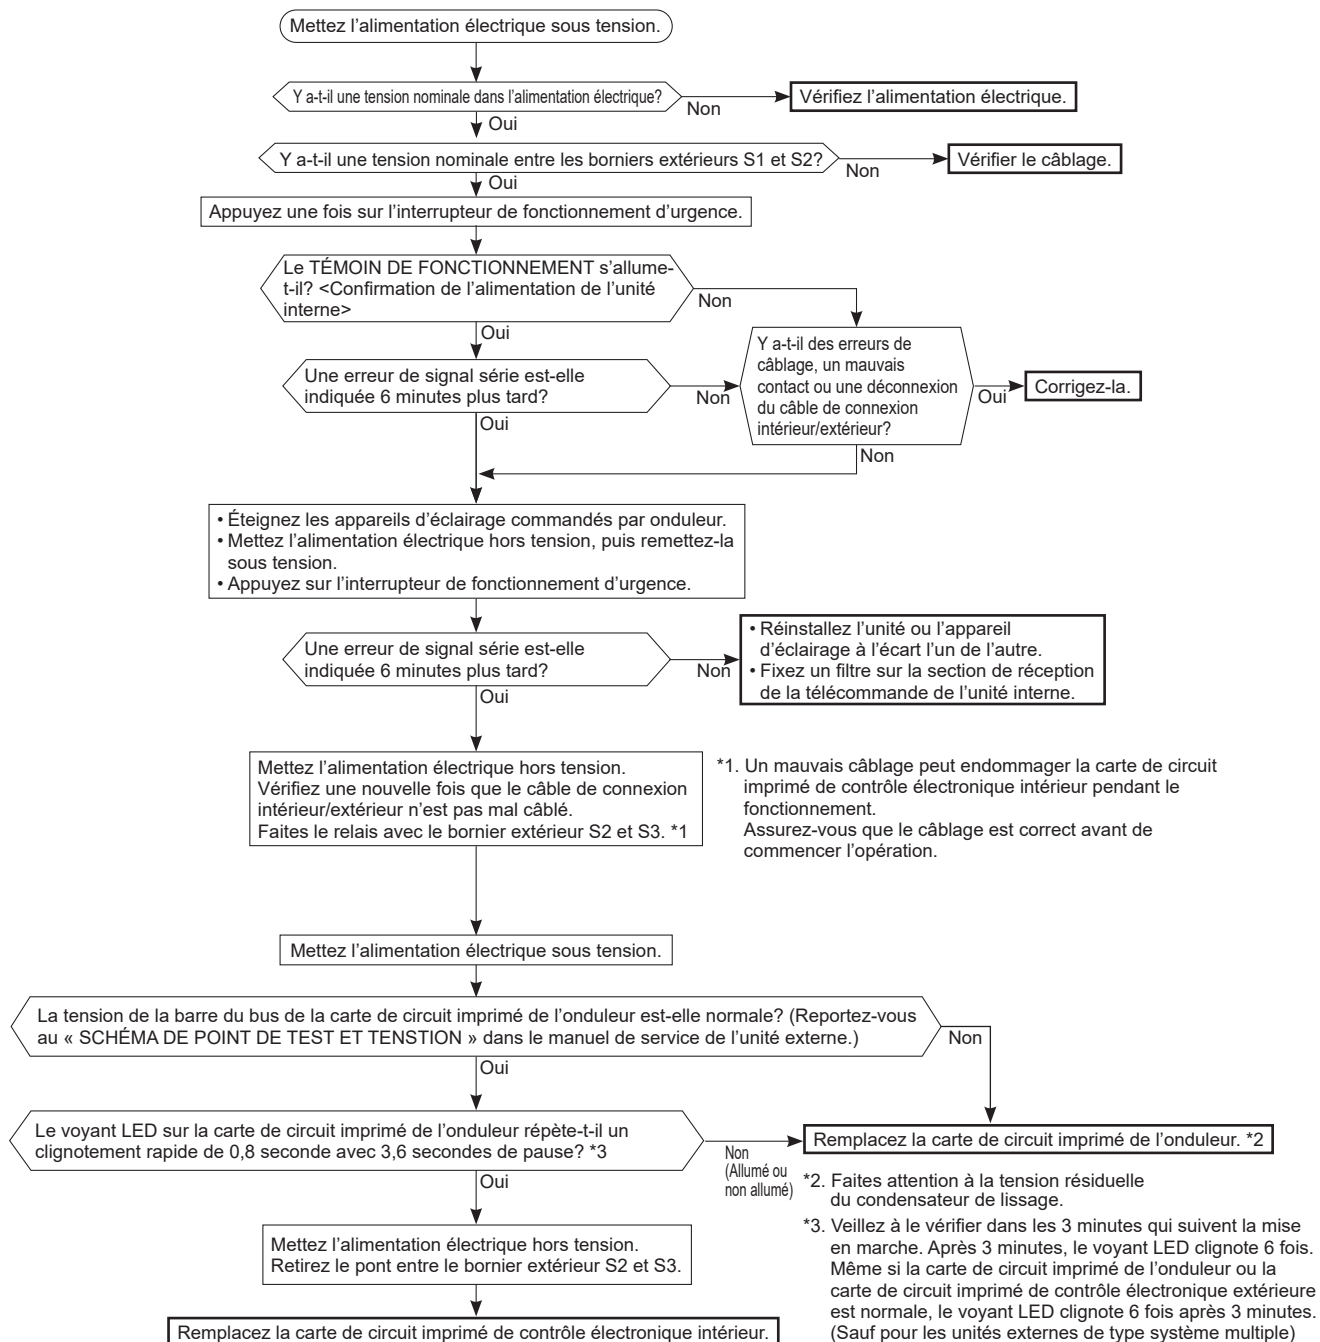 Mettez l’alimentation électrique sous tension.
Y a-t-il une tension nominale dans l’alimentation électrique?
Non
Vérifiez l’alimentation électrique.
Oui
Y a-t-il une tension nominale entre les borniers extérieurs S1 et S2?
Non
Vérifier le câblage.
Oui
Appuyez une fois sur l’interrupteur de fonctionnement d’urgence.
Le TÉMOIN DE FONCTIONNEMENT s’allume-
t-il? <Confirmation de l’alimentation de l’unité
interne>
Non
Oui
Y a-t-il des erreurs de
câblage, un mauvais
contact ou une déconnexion
du câble de connexion
intérieur/extérieur?
Oui
Corrigez-la.
Non
Une erreur de signal série est-elle
indiquée 6 minutes plus tard?
Non
Oui
• Éteignez les appareils d’éclairage commandés par onduleur.
• Mettez l’alimentation électrique hors tension, puis remettez-la
sous tension.
• Appuyez sur l’interrupteur de fonctionnement d’urgence.
Une erreur de signal série est-elle
indiquée 6 minutes plus tard?
Non
• Réinstallez l’unité ou l’appareil
d’éclairage à l’écart l’un de l’autre.
• Fixez un filtre sur la section de réception
de la télécommande de l’unité interne.
Oui
Mettez l’alimentation électrique hors tension.
Vérifiez une nouvelle fois que le câble de connexion
intérieur/extérieur n’est pas mal câblé.
Faites le relais avec le bornier extérieur S2 et S3. *1
*1. Un mauvais câblage peut endommager la carte de circuit
imprimé de contrôle électronique intérieur pendant le
fonctionnement.
Assurez-vous que le câblage est correct avant de
commencer l’opération.
Mettez l’alimentation électrique sous tension.
La tension de la barre du bus de la carte de circuit imprimé de l’onduleur est-elle normale? (Reportez-vous
au « SCHÉMA DE POINT DE TEST ET TENSTION » dans le manuel de service de l’unité externe.)
Non
Oui
Le voyant LED sur la carte de circuit imprimé de l’onduleur répète-t-il un
clignotement rapide de 0,8 seconde avec 3,6 secondes de pause? *3
Non
(Allumé ou
non allumé)
Remplacez la carte de circuit imprimé de l’onduleur. *2
Oui
*2. Faites attention à la tension résiduelle
du condensateur de lissage.
*3. Veillez à le vérifier dans les 3 minutes qui suivent la mise
en marche. Après 3 minutes, le voyant LED clignote 6 fois.
Même si la carte de circuit imprimé de l’onduleur ou la
carte de circuit imprimé de contrôle électronique extérieure
est normale, le voyant LED clignote 6 fois après 3 minutes.
(Sauf pour les unités externes de type système multiple)
Mettez l’alimentation électrique hors tension.
Retirez le pont entre le bornier extérieur S2 et S3.
Remplacez la carte de circuit imprimé de contrôle électronique intérieur.